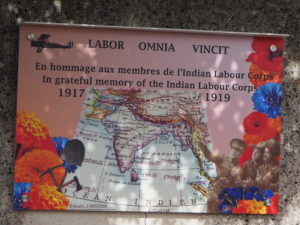 LABOR OMNIA VINCIT
En hommage aux membres de l'Indian Labour Corps
In grateful memory of the Indian Labour Corps
1917 1919
INDIAN